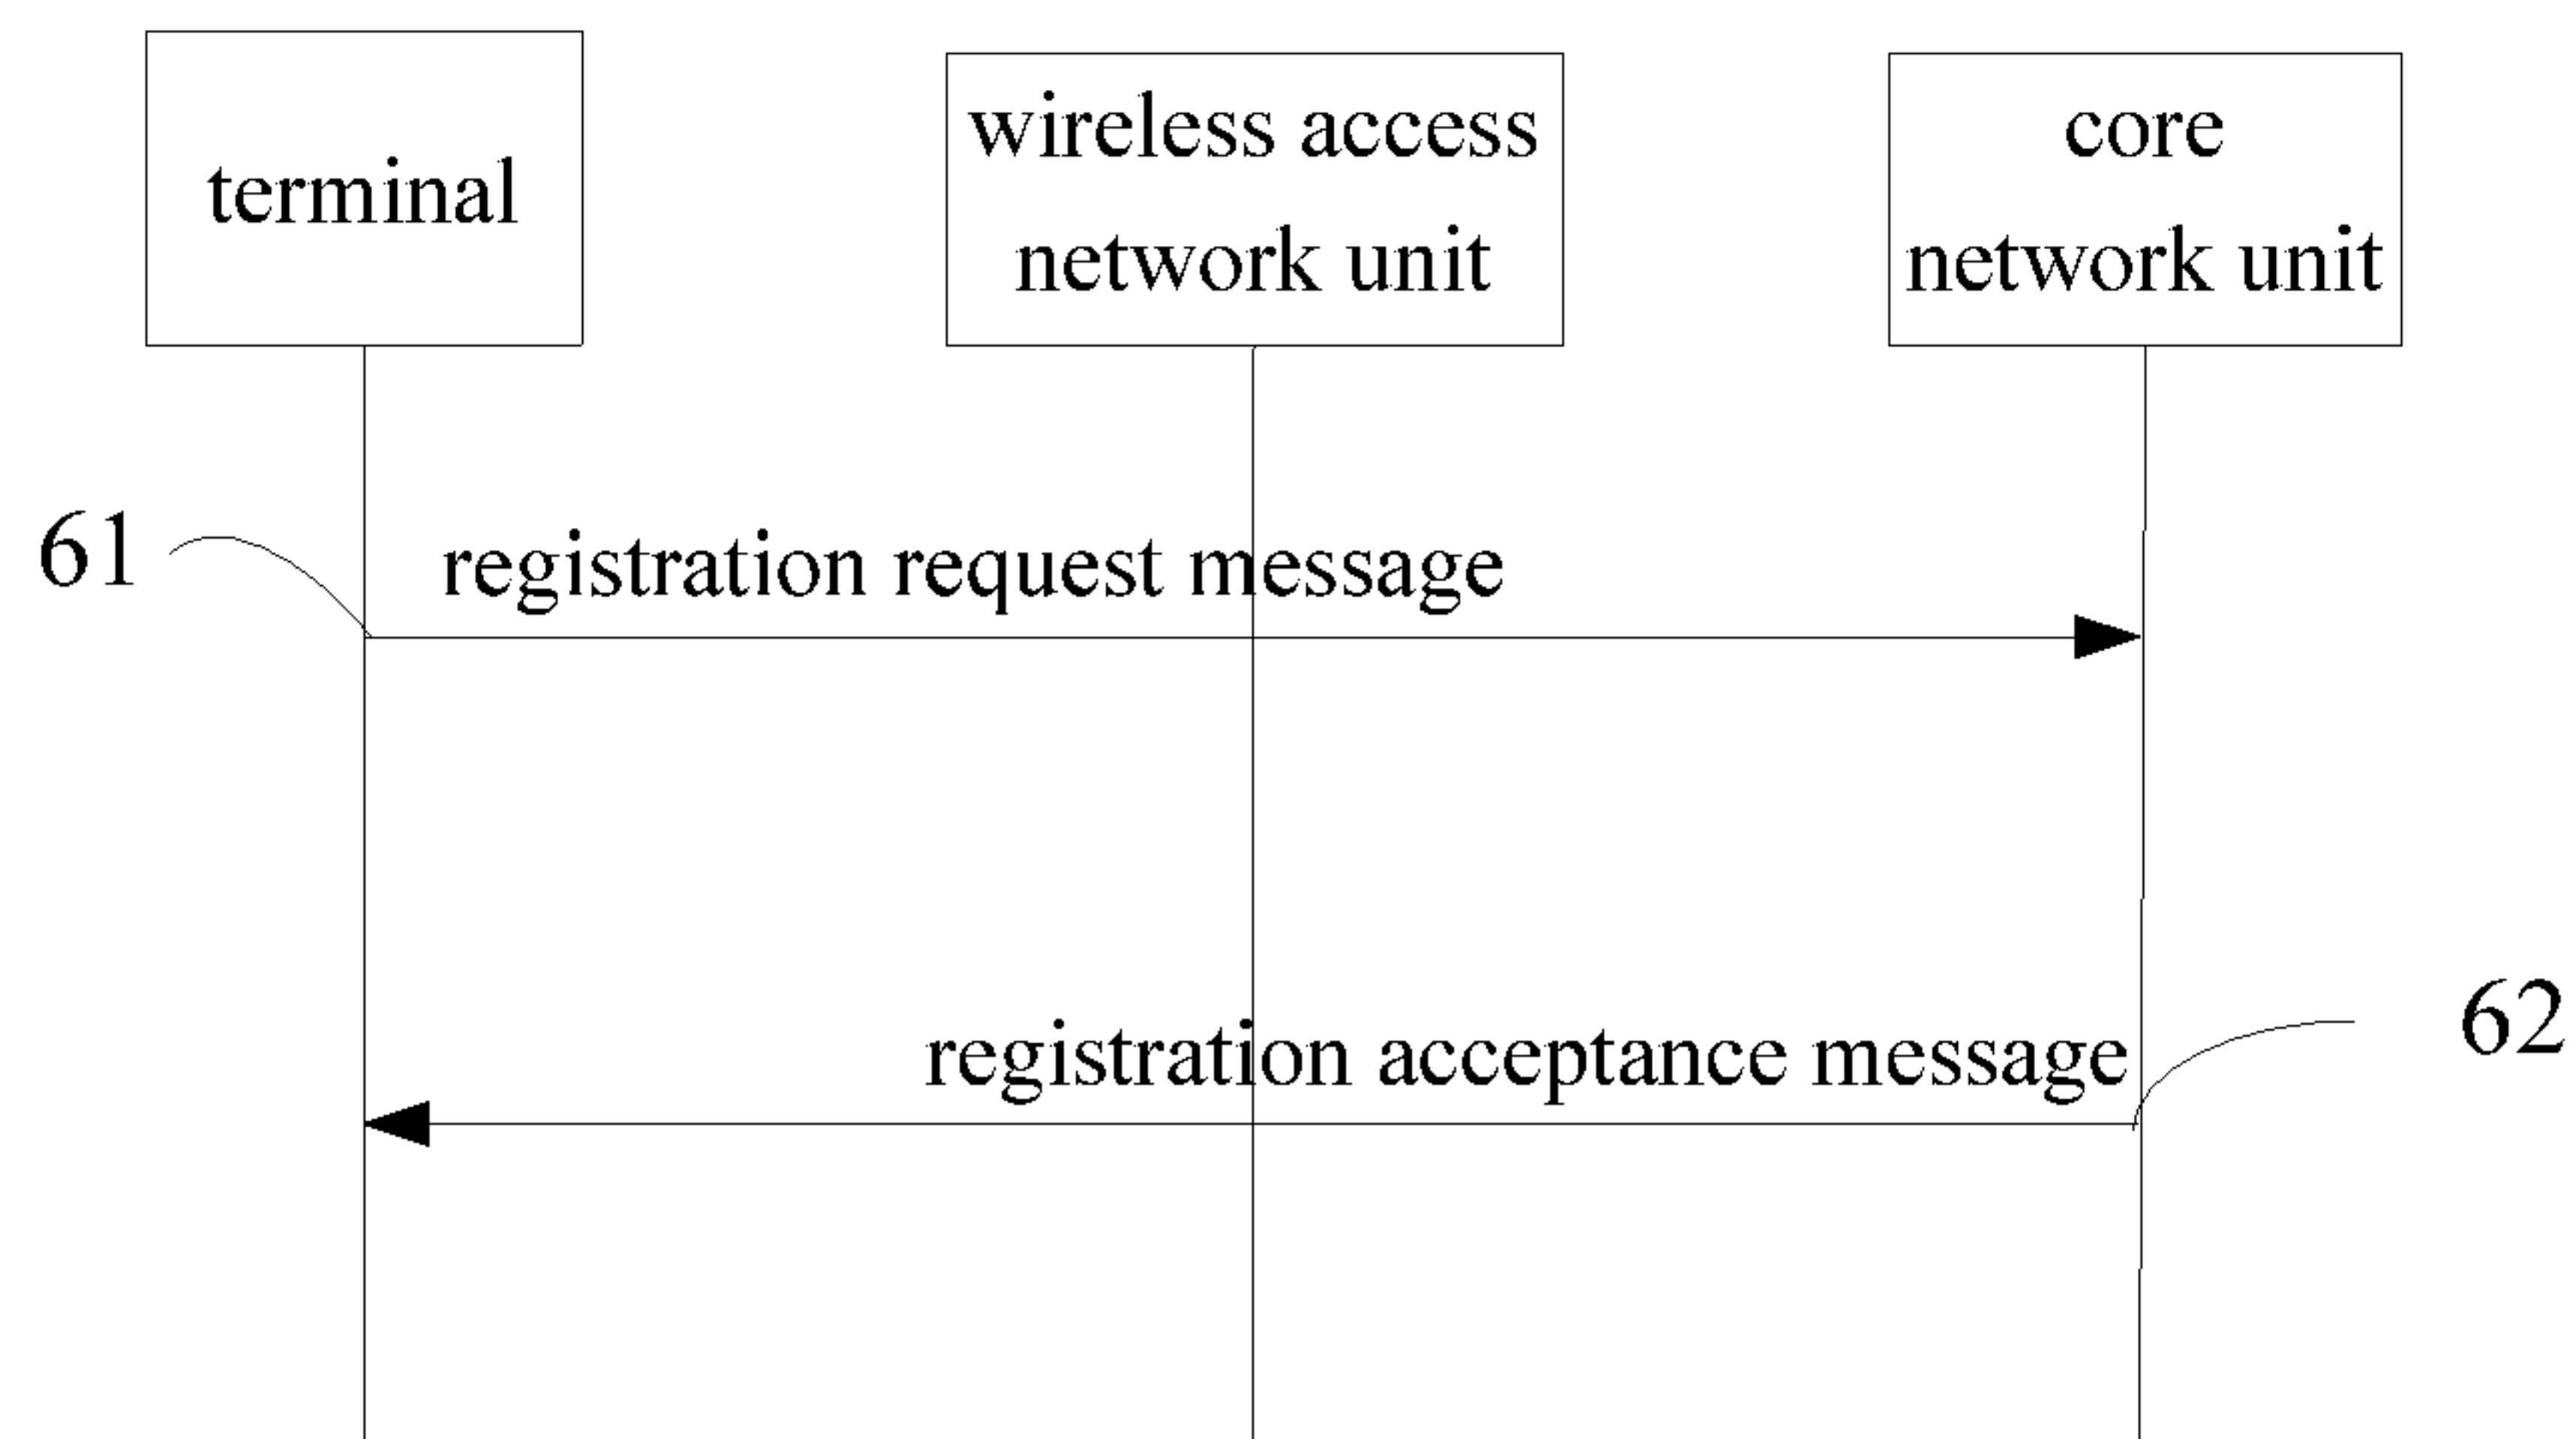 terminal
wireless access
network unit
core
network unit
61
registration request message
registration acceptance message
62